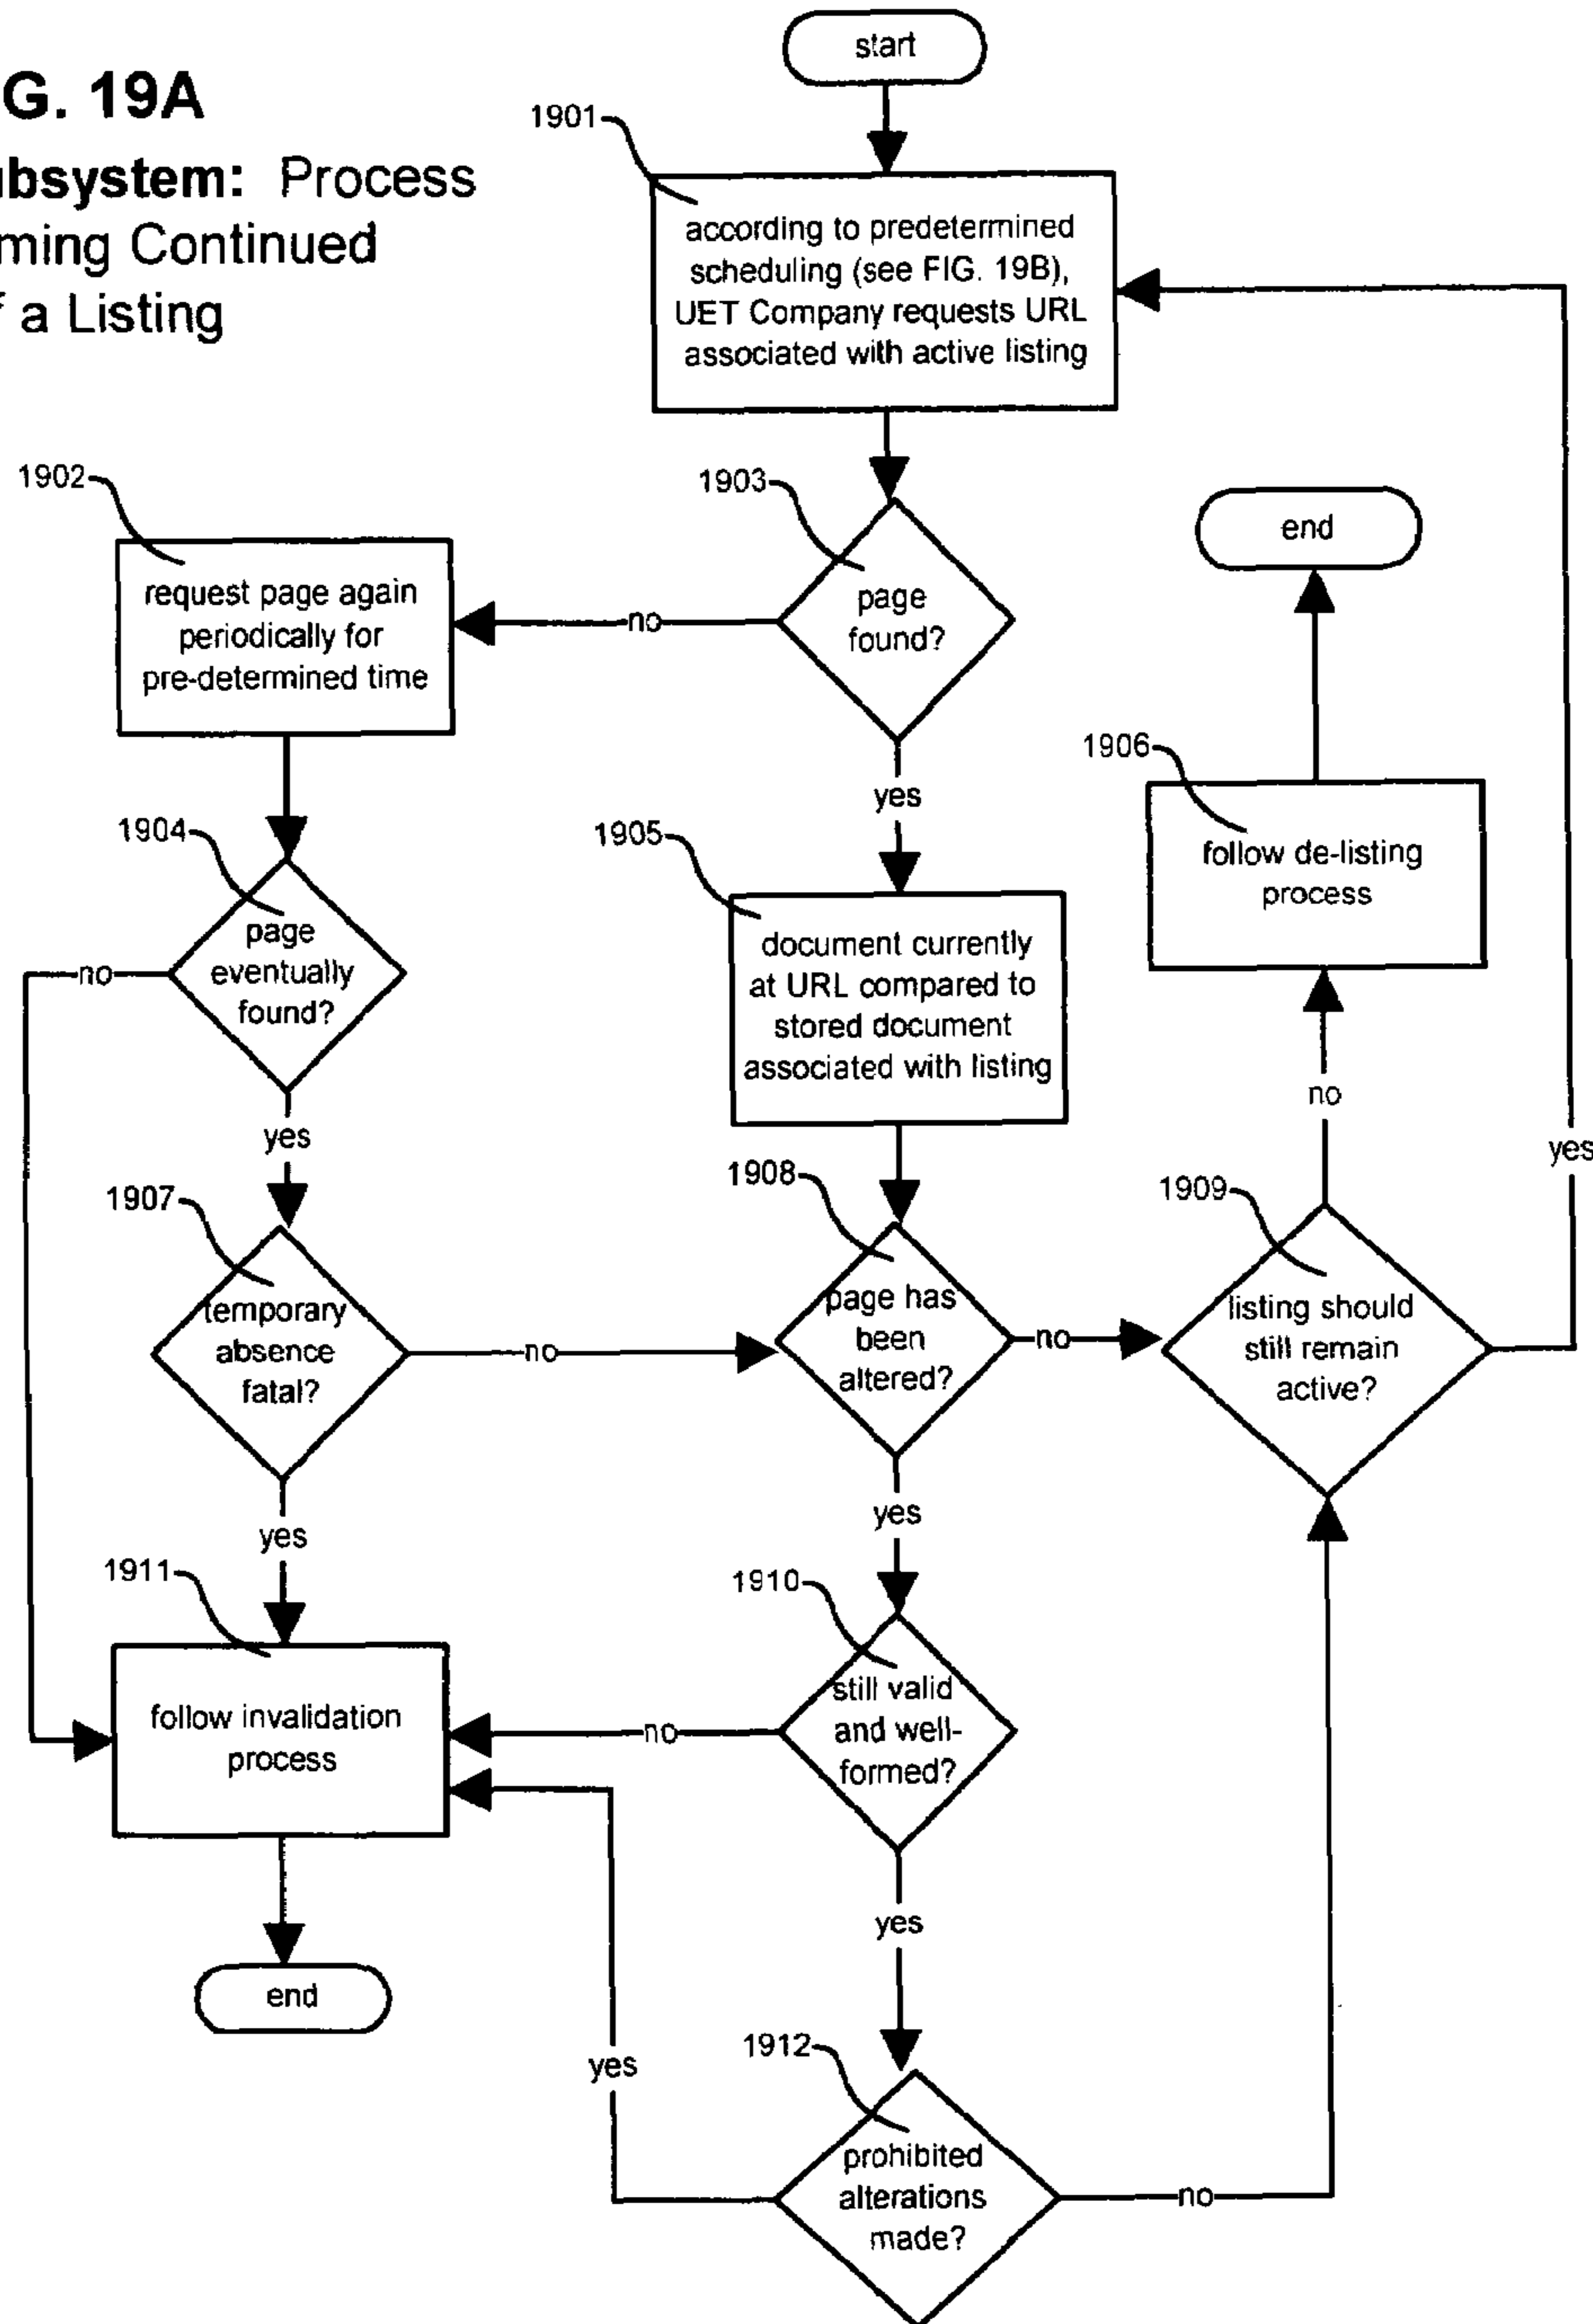 G. 19A
bsystem: Process
ming Continued
f a Listing
start
1901
according to predetermined
scheduling (see FIG. 19B),
UET Company requests URL
associated with active listing
1902
request page again
periodically for
pre-determined time
no
1903
page
found?
end
yes
1906
follow de-listing
process
1904
page
eventually
found?
no
1905
document currently
at URL compared to
stored document
associated with listing
no
yes
yes
1907
temporary
absence
fatal?
no
1908
page has
been
altered?
no
1909
listing should
still remain
active?
yes
yes
1911
follow invalidation
process
no
1910
still valid
and well-
formed?
yes
end
yes
1912
prohibited
alterations
made?
no